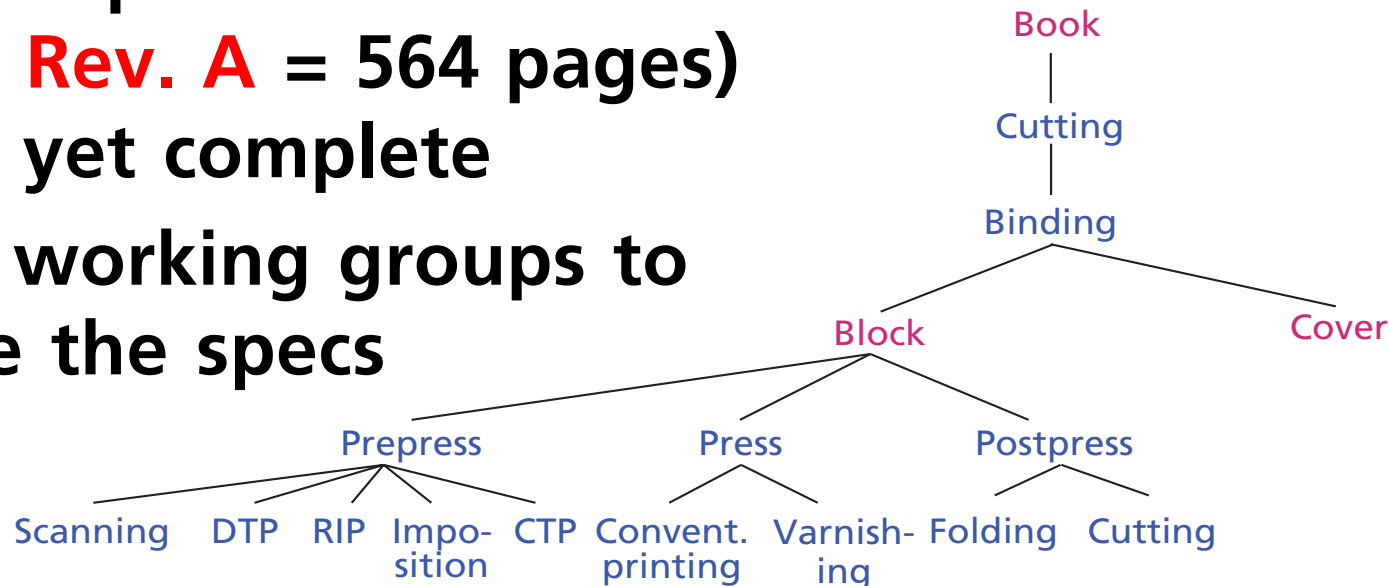 Rev. A = 564 pages)
yet complete
working groups to
the specs
Book
Cutting
Binding
Block
Cover
Prepress
Press
Postpress
Scanning
DTP
RIP
Impo-
sition
CTP
Convent.
printing
Varnish-
ing
Folding
Cutting